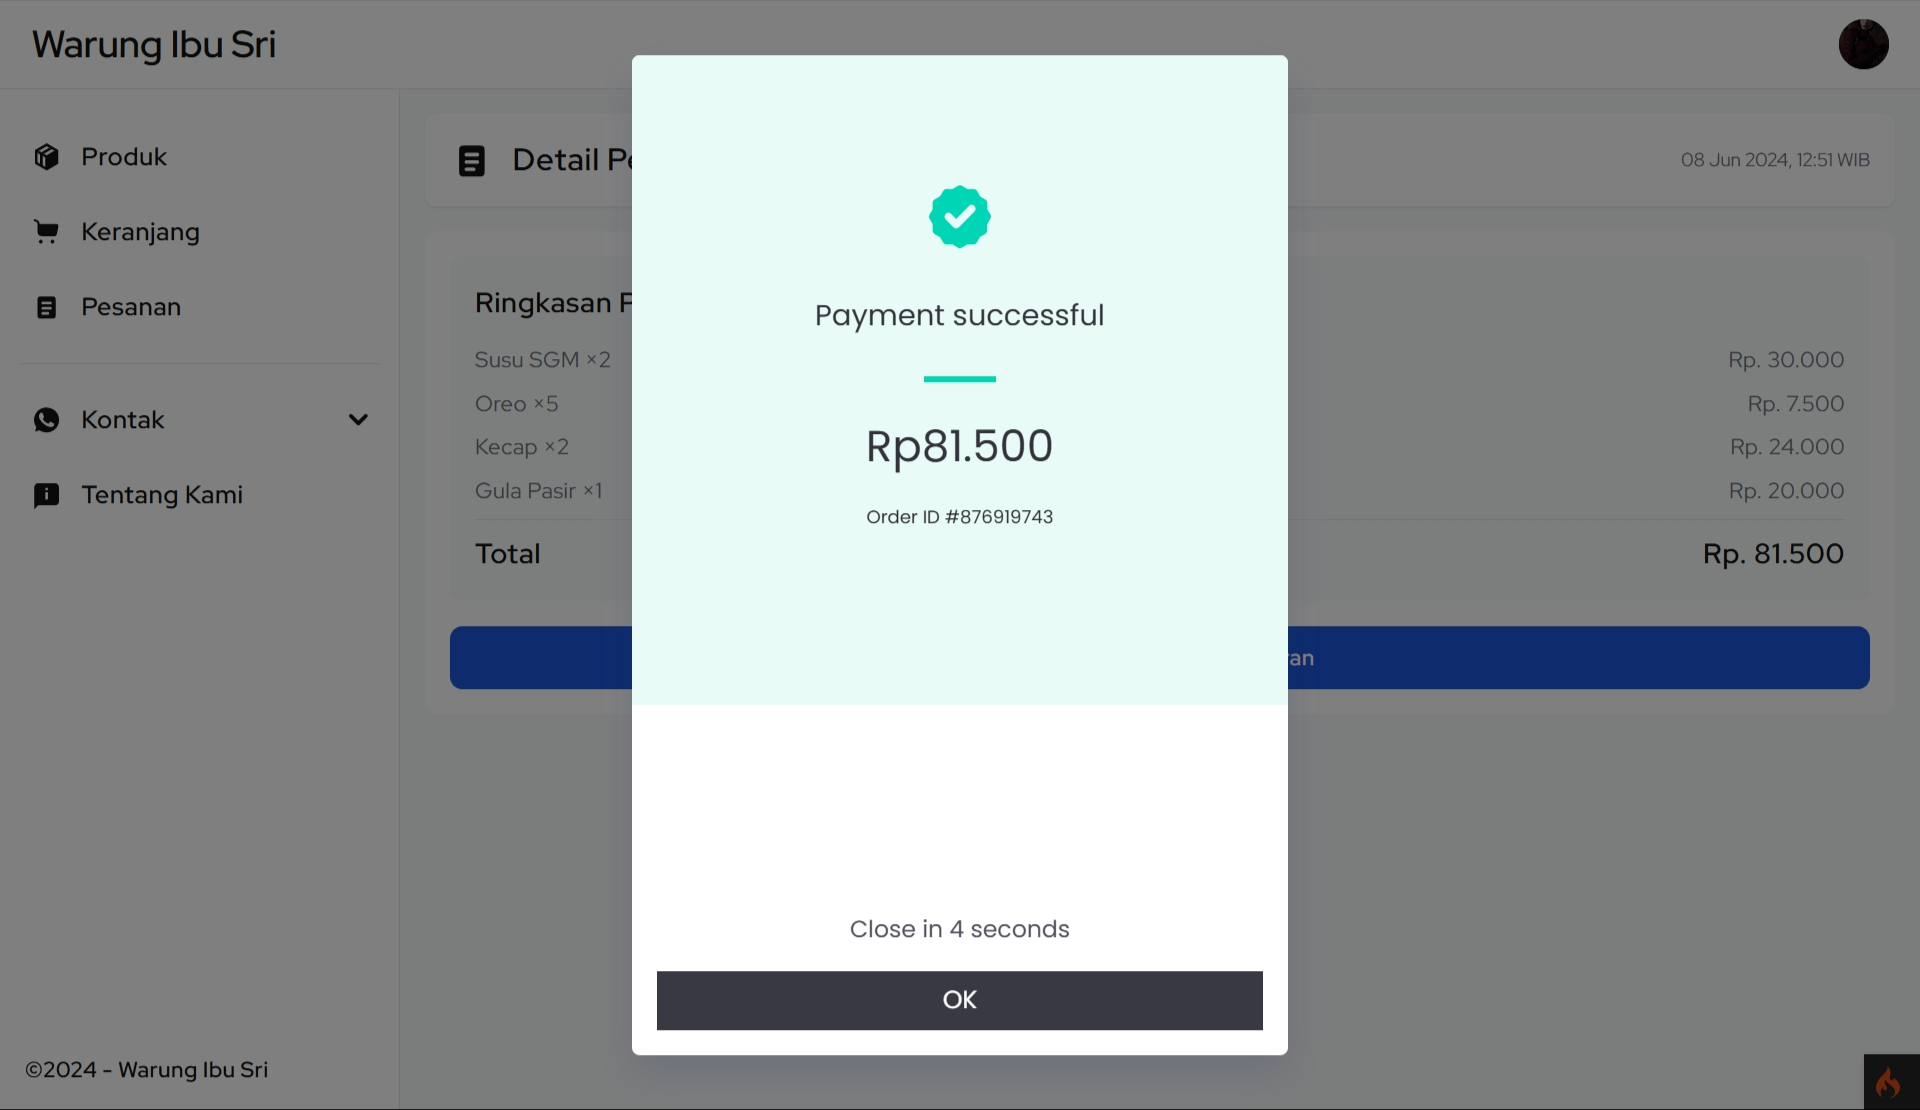 Warung Ibu Sri
Produk
Keranjang
Pesanan
Kontak
Tentang Kami
©2024 - Warung Ibu Sri
Detail
08 Jun 2024, 12:51 WIB
Ringkasan
Susu SGM ×2 Rp. 30.000
Oreo ×5 Rp. 7.500
Kecap ×2 Rp. 24.000
Gula Pasir ×1 Rp. 20.000
Total Rp. 81.500
Payment successful
Rp81.500
Order ID #876919743
Close in 4 seconds
OK